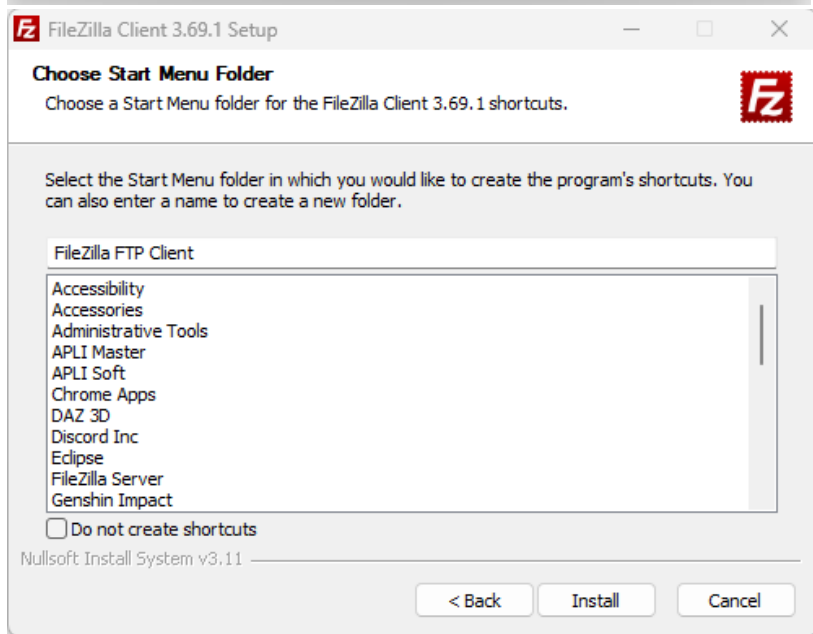 Fz FileZilla Client 3.69.1 Setup
Choose Start Menu Folder
Choose a Start Menu folder for the FileZilla Client 3.69.1 shortcuts.
Fz
Select the Start Menu folder in which you would like to create the program's shortcuts. You
can also enter a name to create a new folder.
FileZilla FTP Client
Accessibility
Accessories
Administrative Tools
APLI Master
APLI Soft
Chrome Apps
DAZ 3D
Discord Inc
Eclipse
FileZilla Server
Genshin Impact
Do not create shortcuts
Nullsoft Install System v3.11
< Back Install Cancel